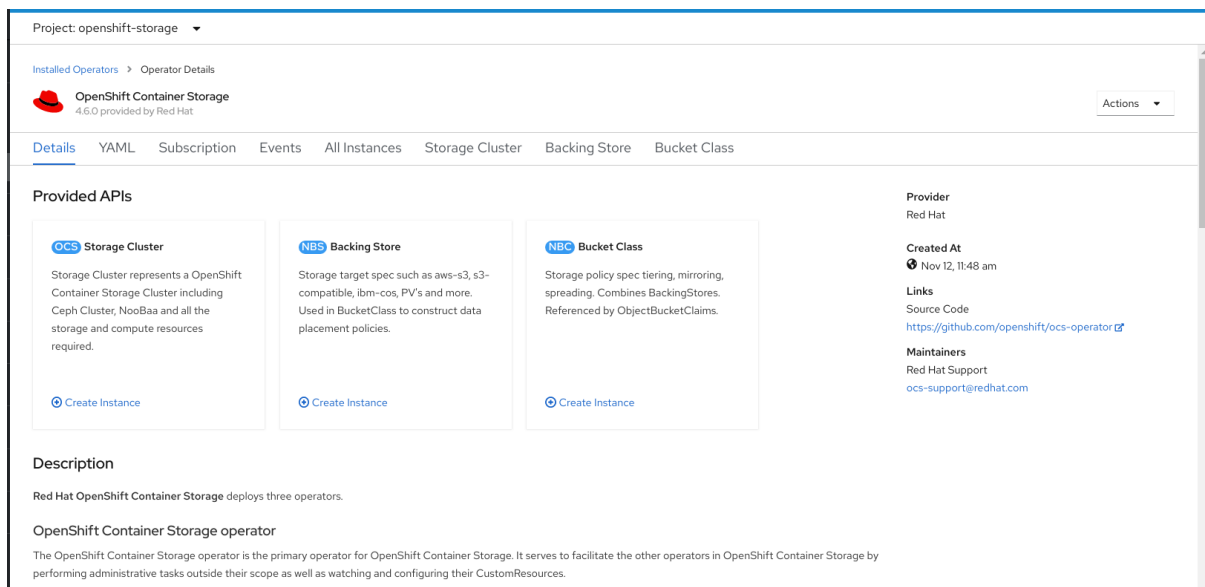 Project: openshift-storage
Installed Operators > Operator Details
OpenShift Container Storage
4.6.0 provided by Red Hat
Actions
Details YAML Subscription Events All Instances Storage Cluster Backing Store Bucket Class
Provided APIs
OCS Storage Cluster
Storage Cluster represents a OpenShift
Container Storage Cluster including
Ceph Cluster, NooBaa and all the
storage and compute resources
required.
Create Instance
NBS Backing Store
Storage target spec such as aws-s3, s3-
compatible, ibm-cos, PV's and more.
Used in BucketClass to construct data
placement policies.
Create Instance
NBC Bucket Class
Storage policy spec tiering, mirroring,
spreading. Combines BackingStores.
Referenced by ObjectBucketClaims.
Create Instance
Provider
Red Hat
Created At
Nov 12, 11:48 am
Links
Source Code
https://github.com/openshift/ocs-operator
Maintainers
Red Hat Support
ocs-support@redhat.com
Description
Red Hat OpenShift Container Storage deploys three operators.
OpenShift Container Storage operator
The OpenShift Container Storage operator is the primary operator for OpenShift Container Storage. It serves to facilitate the other operators in OpenShift Container Storage by
performing administrative tasks outside their scope as well as watching and configuring their CustomResources.